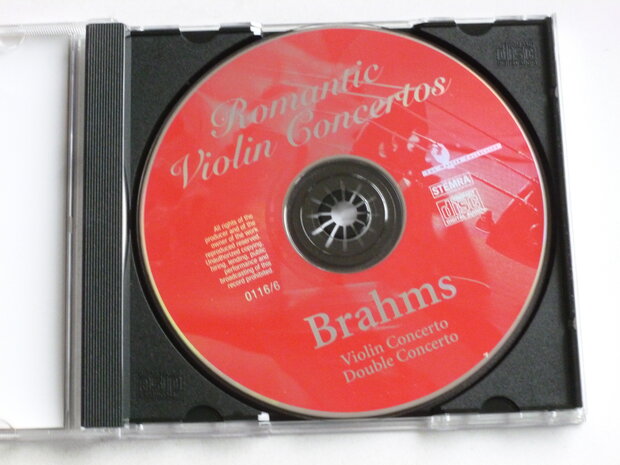 Romantic
Violin Concertos
STEMRA
disc
All rights of the
producer and of the
owner of the work
reproduced reserved.
Unauthorized copying,
hiring, lending, public
performance and
broadcasting of this
record prohibited
0116/6
Brahms
Violin Concerto
Double Concerto